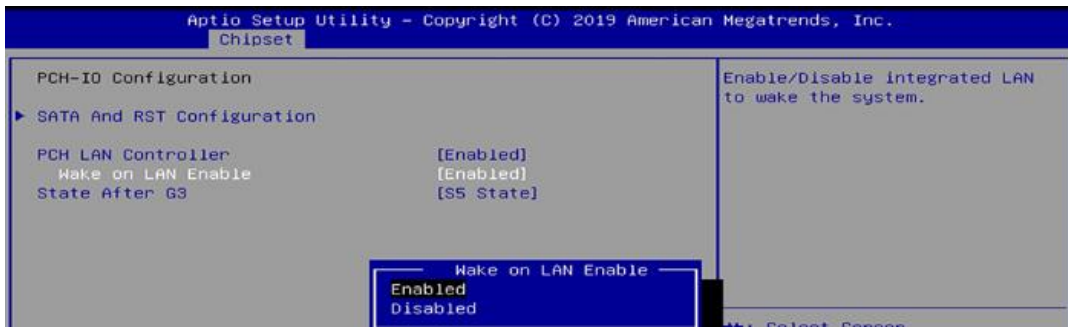 Aptio Setup Utility – Copyright (C) 2019 American Megatrends, Inc.
Chipset
PCH-IO Configuration
SATA And RST Configuration
PCH LAN Controller [Enabled]
Wake on LAN Enable [Enabled]
State After G3 [S5 State]
Enable/Disable integrated LAN
to wake the system.
Wake on LAN Enable
Enabled
Disabled